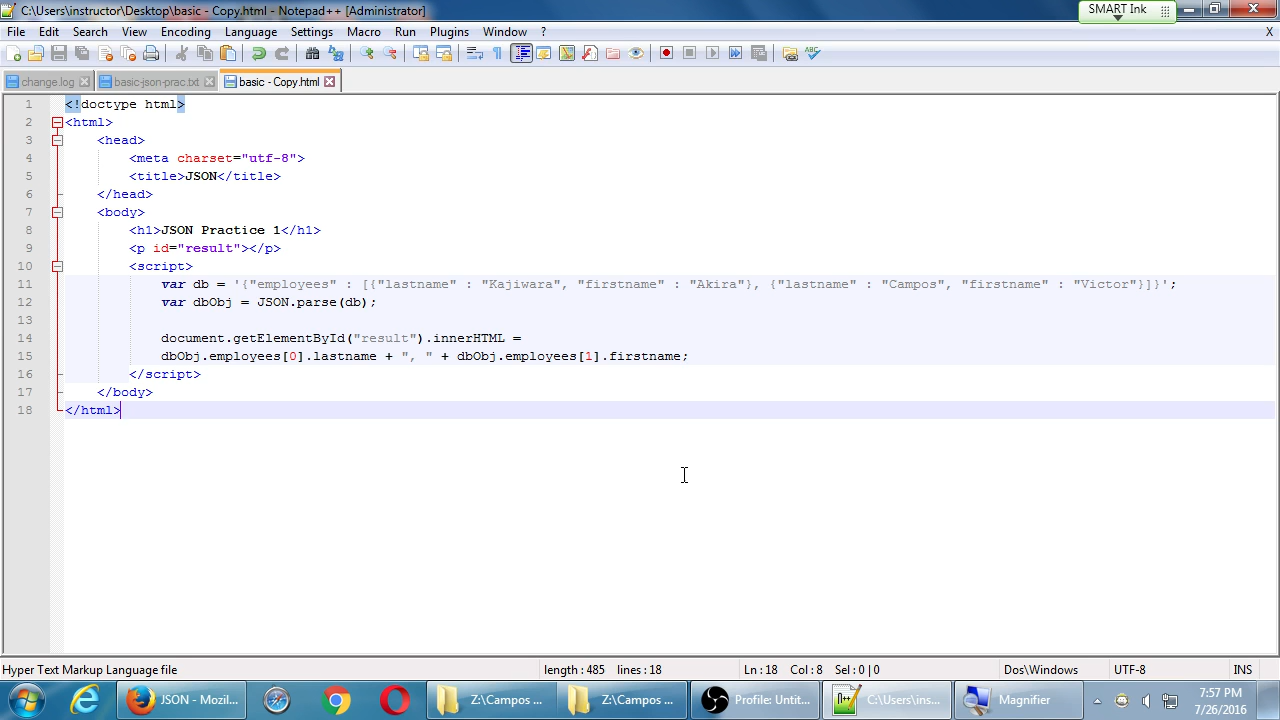 C:\Users\instructor\Desktop\basic - Copy.html - Notepad++ [Administrator]
SMART Ink
File Edit Search View Encoding Language Settings Macro Run Plugins Window ? X
change.log basic-json-prac.txt basic - Copy.html
1 <!doctype html>
2 <html>
3 <head>
4 <meta charset="utf-8">
5 <title>JSON</title>
6 </head>
7 <body>
8 <h1>JSON Practice 1</h1>
9 <p id="result"></p>
10 <script>
11 var db = '{"employees" : [{"lastname" : "Kajiwara", "firstname" : "Akira"}, {"lastname" : "Campos", "firstname" : "Victor"}]}';
12 var dbObj = JSON.parse(db);
13
14 document.getElementById("result").innerHTML =
15 dbObj.employees[0].lastname + ", " + dbObj.employees[1].firstname;
16 </script>
17 </body>
18 </html>
Hyper Text Markup Language file length : 485 lines : 18 Ln : 18 Col : 8 Sel : 0 | 0 Dos\Windows UTF-8 INS
JSON - Mozil... Z:\Campos ... Z:\Campos ... Profile: Untit... C:\Users\ins... Magnifier 7:57 PM
7/26/2016